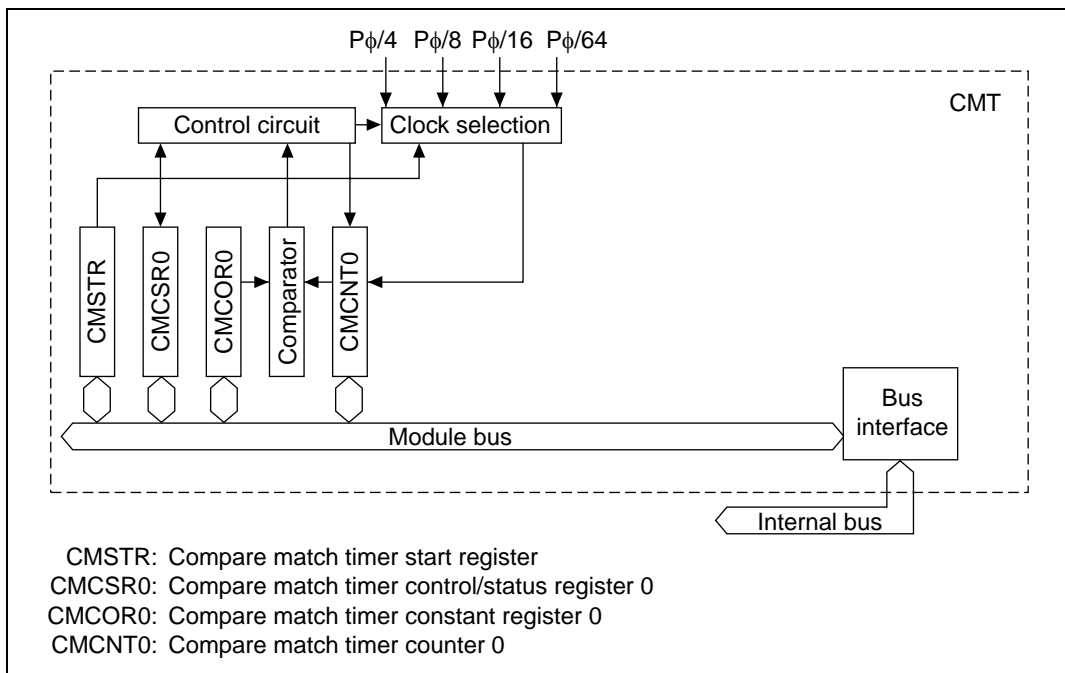 Pϕ/4 Pϕ/8 Pϕ/16 Pϕ/64
CMT
Control circuit
Clock selection
CMSTR
CMCSR0
CMCOR0
Comparator
CMCNT0
Bus
interface
Module bus
Internal bus
CMSTR: Compare match timer start register
CMCSR0: Compare match timer control/status register 0
CMCOR0: Compare match timer constant register 0
CMCNT0: Compare match timer counter 0